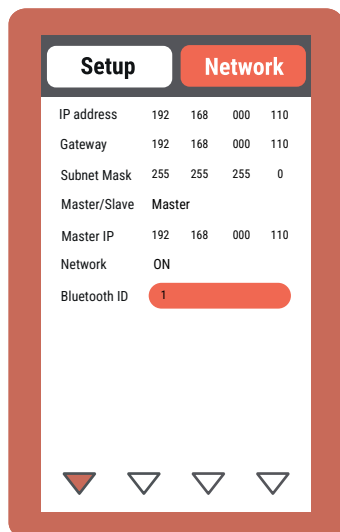 Setup Network
IP address 192 168 000 110
Gateway 192 168 000 110
Subnet Mask 255 255 255 0
Master/Slave Master
Master IP 192 168 000 110
Network ON
Bluetooth ID 1